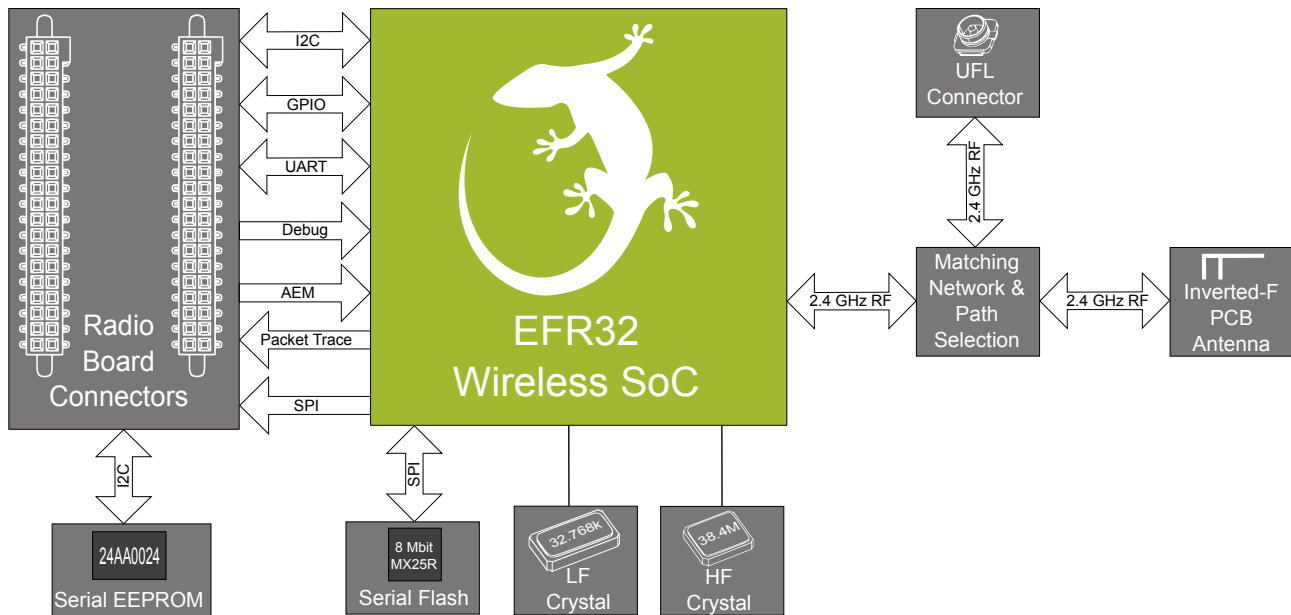 I2C
GPIO
UART
Debug
AEM
Packet Trace
SPI
Radio
Board
Connectors
EFR32
Wireless SoC
UFL
Connector
2.4 GHz RF
2.4 GHz RF
Matching
Network &
Path
Selection
2.4 GHz RF
Inverted-F
PCB
Antenna
I2C
24AA0024
Serial EEPROM
SPI
8 Mbit
MX25R
Serial Flash
32.768k
LF
Crystal
38.4M
HF
Crystal